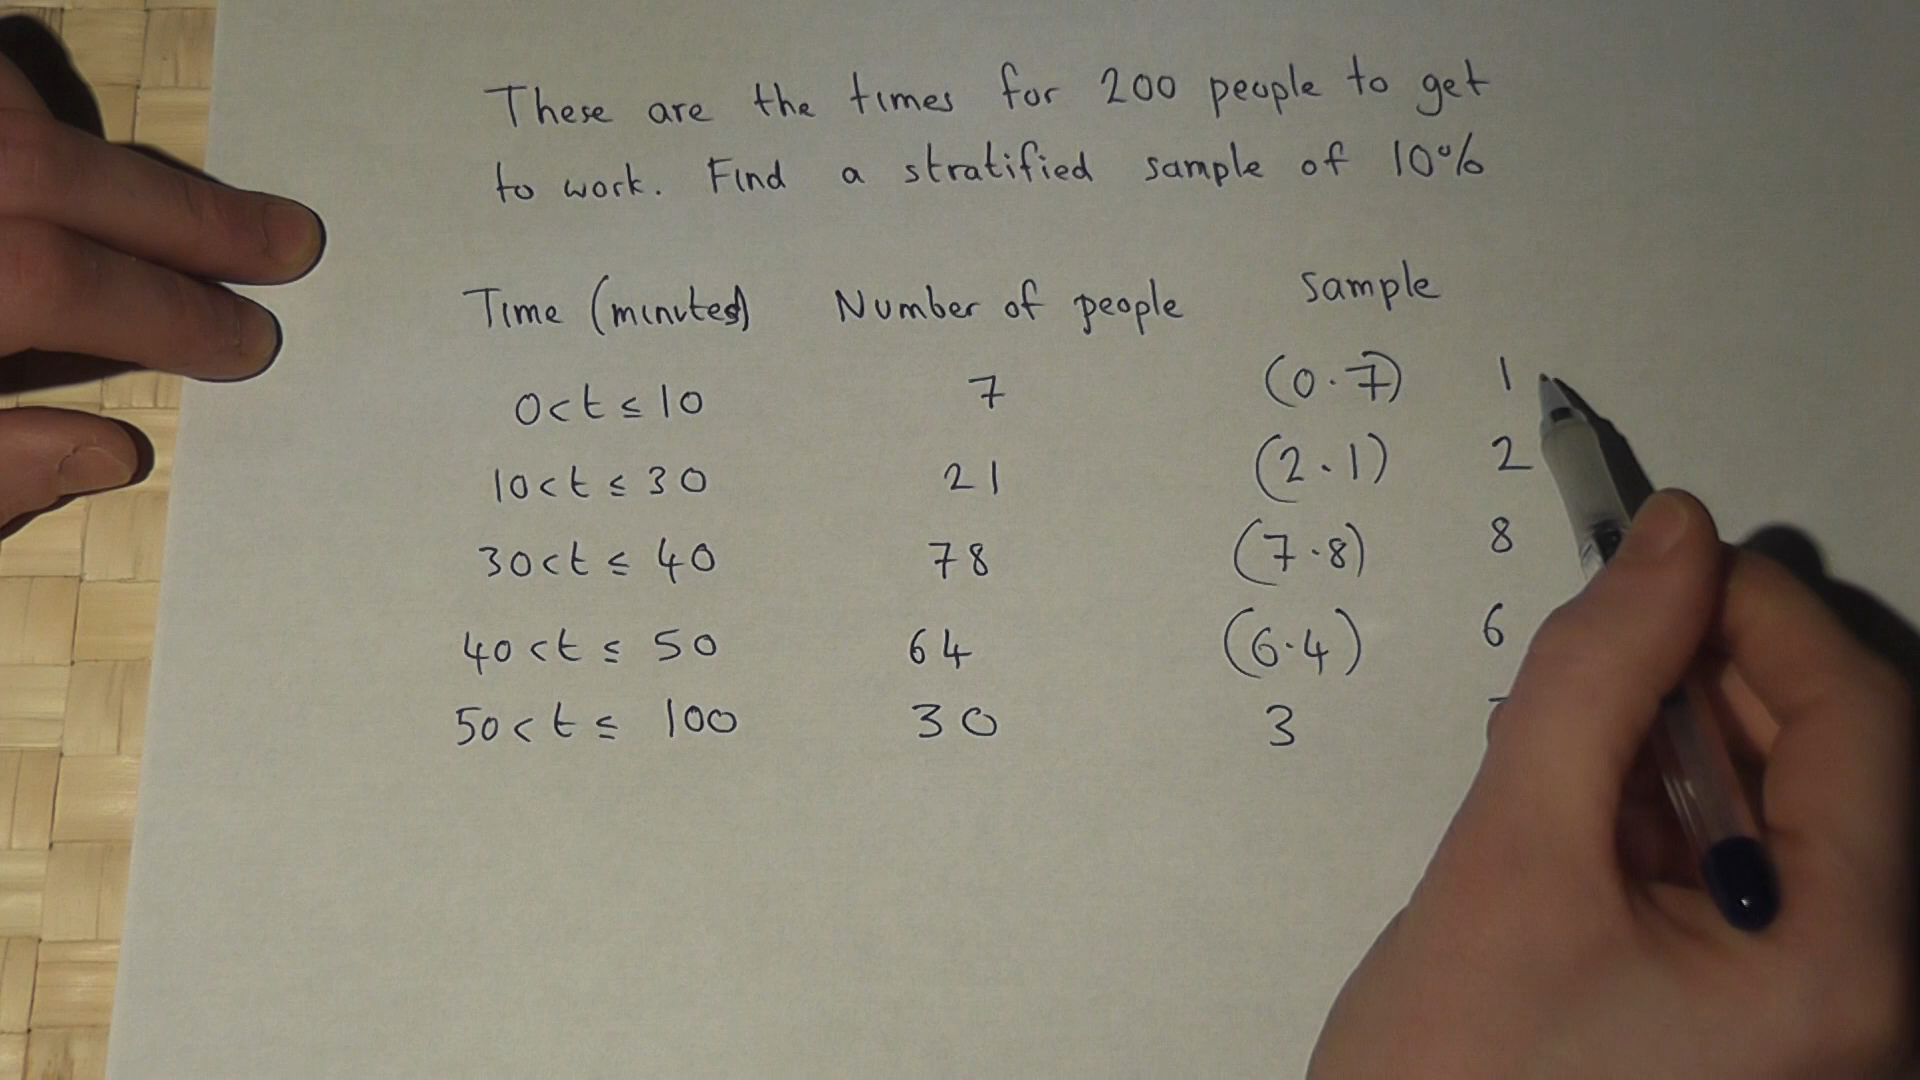 These are the times for 200 people to get
to work. Find a stratified sample of 10%
Time (minutes) Number of people Sample
0<t≤10 7 (0.7) 1
10<t≤30 21 (2.1) 2
30<t≤40 78 (7.8) 8
40<t≤50 64 (6.4) 6
50<t≤100 30 3